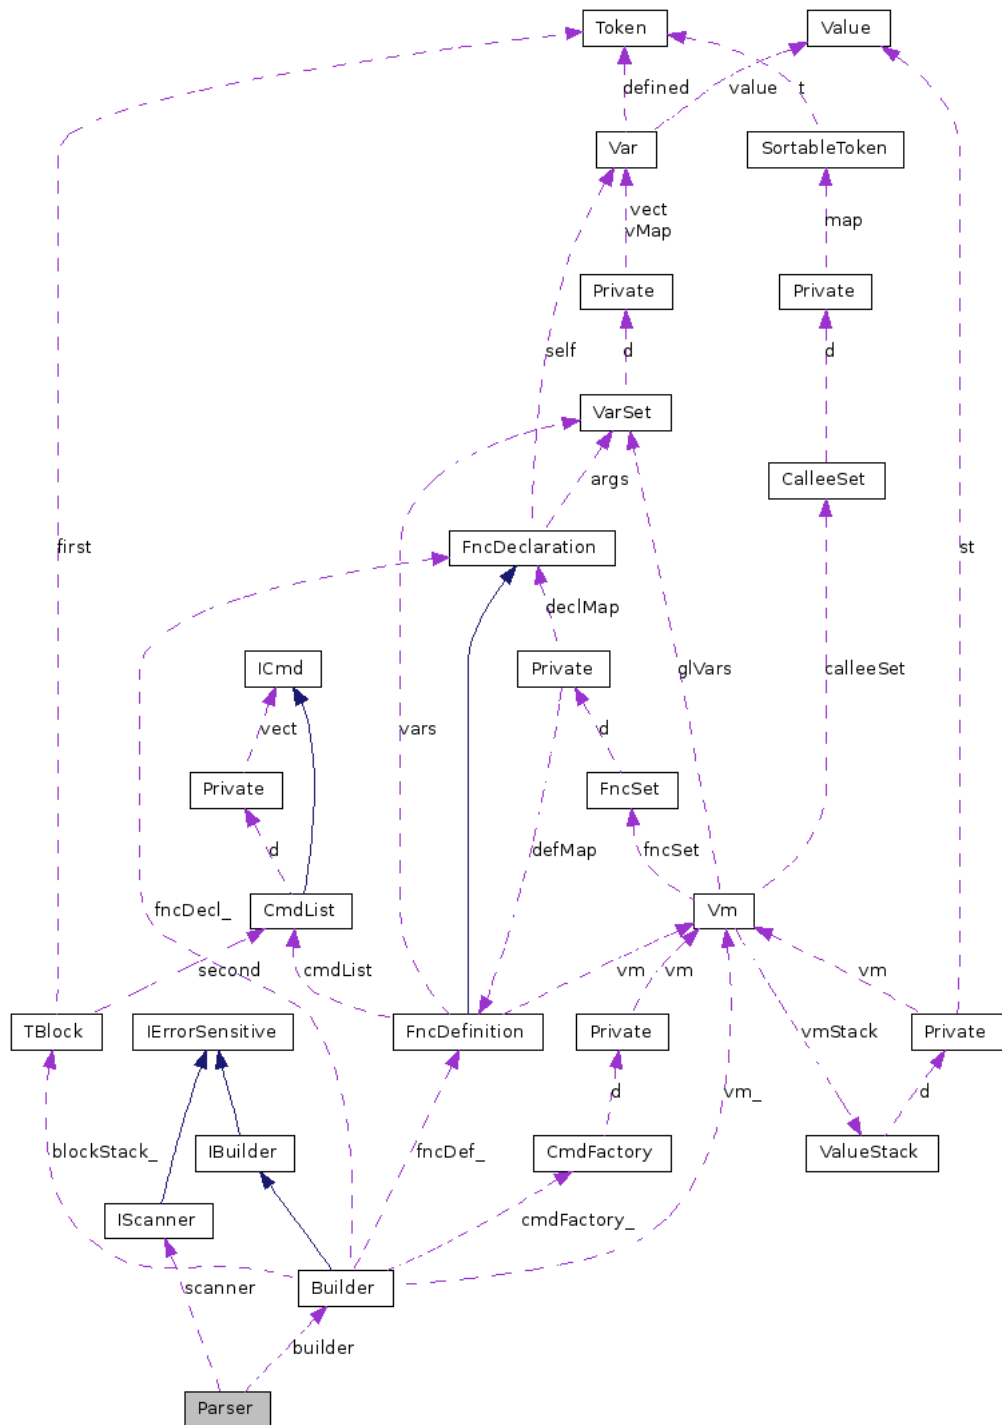 Token
Value
defined
value
t
Var
SortableToken
vect
vMap
map
Private
Private
self
d
d
VarSet
args
CalleeSet
first
FncDeclaration
st
declMap
ICmd
Private
glVars
calleeSet
vect
vars
d
Private
FncSet
d
defMap
fncSet
fncDecl_
CmdList
Vm
second
cmdList
vm
vm
vm
TBlock
IErrorSensitive
FncDefinition
Private
vmStack
Private
d
vm_
d
blockStack_
IBuilder
fncDef_
CmdFactory
ValueStack
IScanner
cmdFactory_
scanner
Builder
builder
Parser